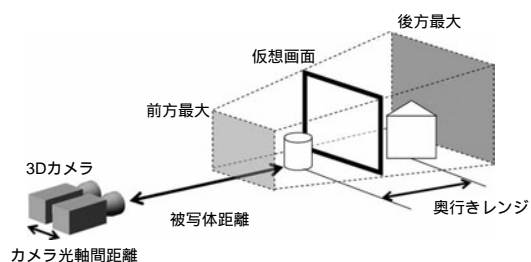 後方最大
仮想画面
前方最大
3Dカメラ
被写体距離
奥行きレンジ
カメラ光軸間距離